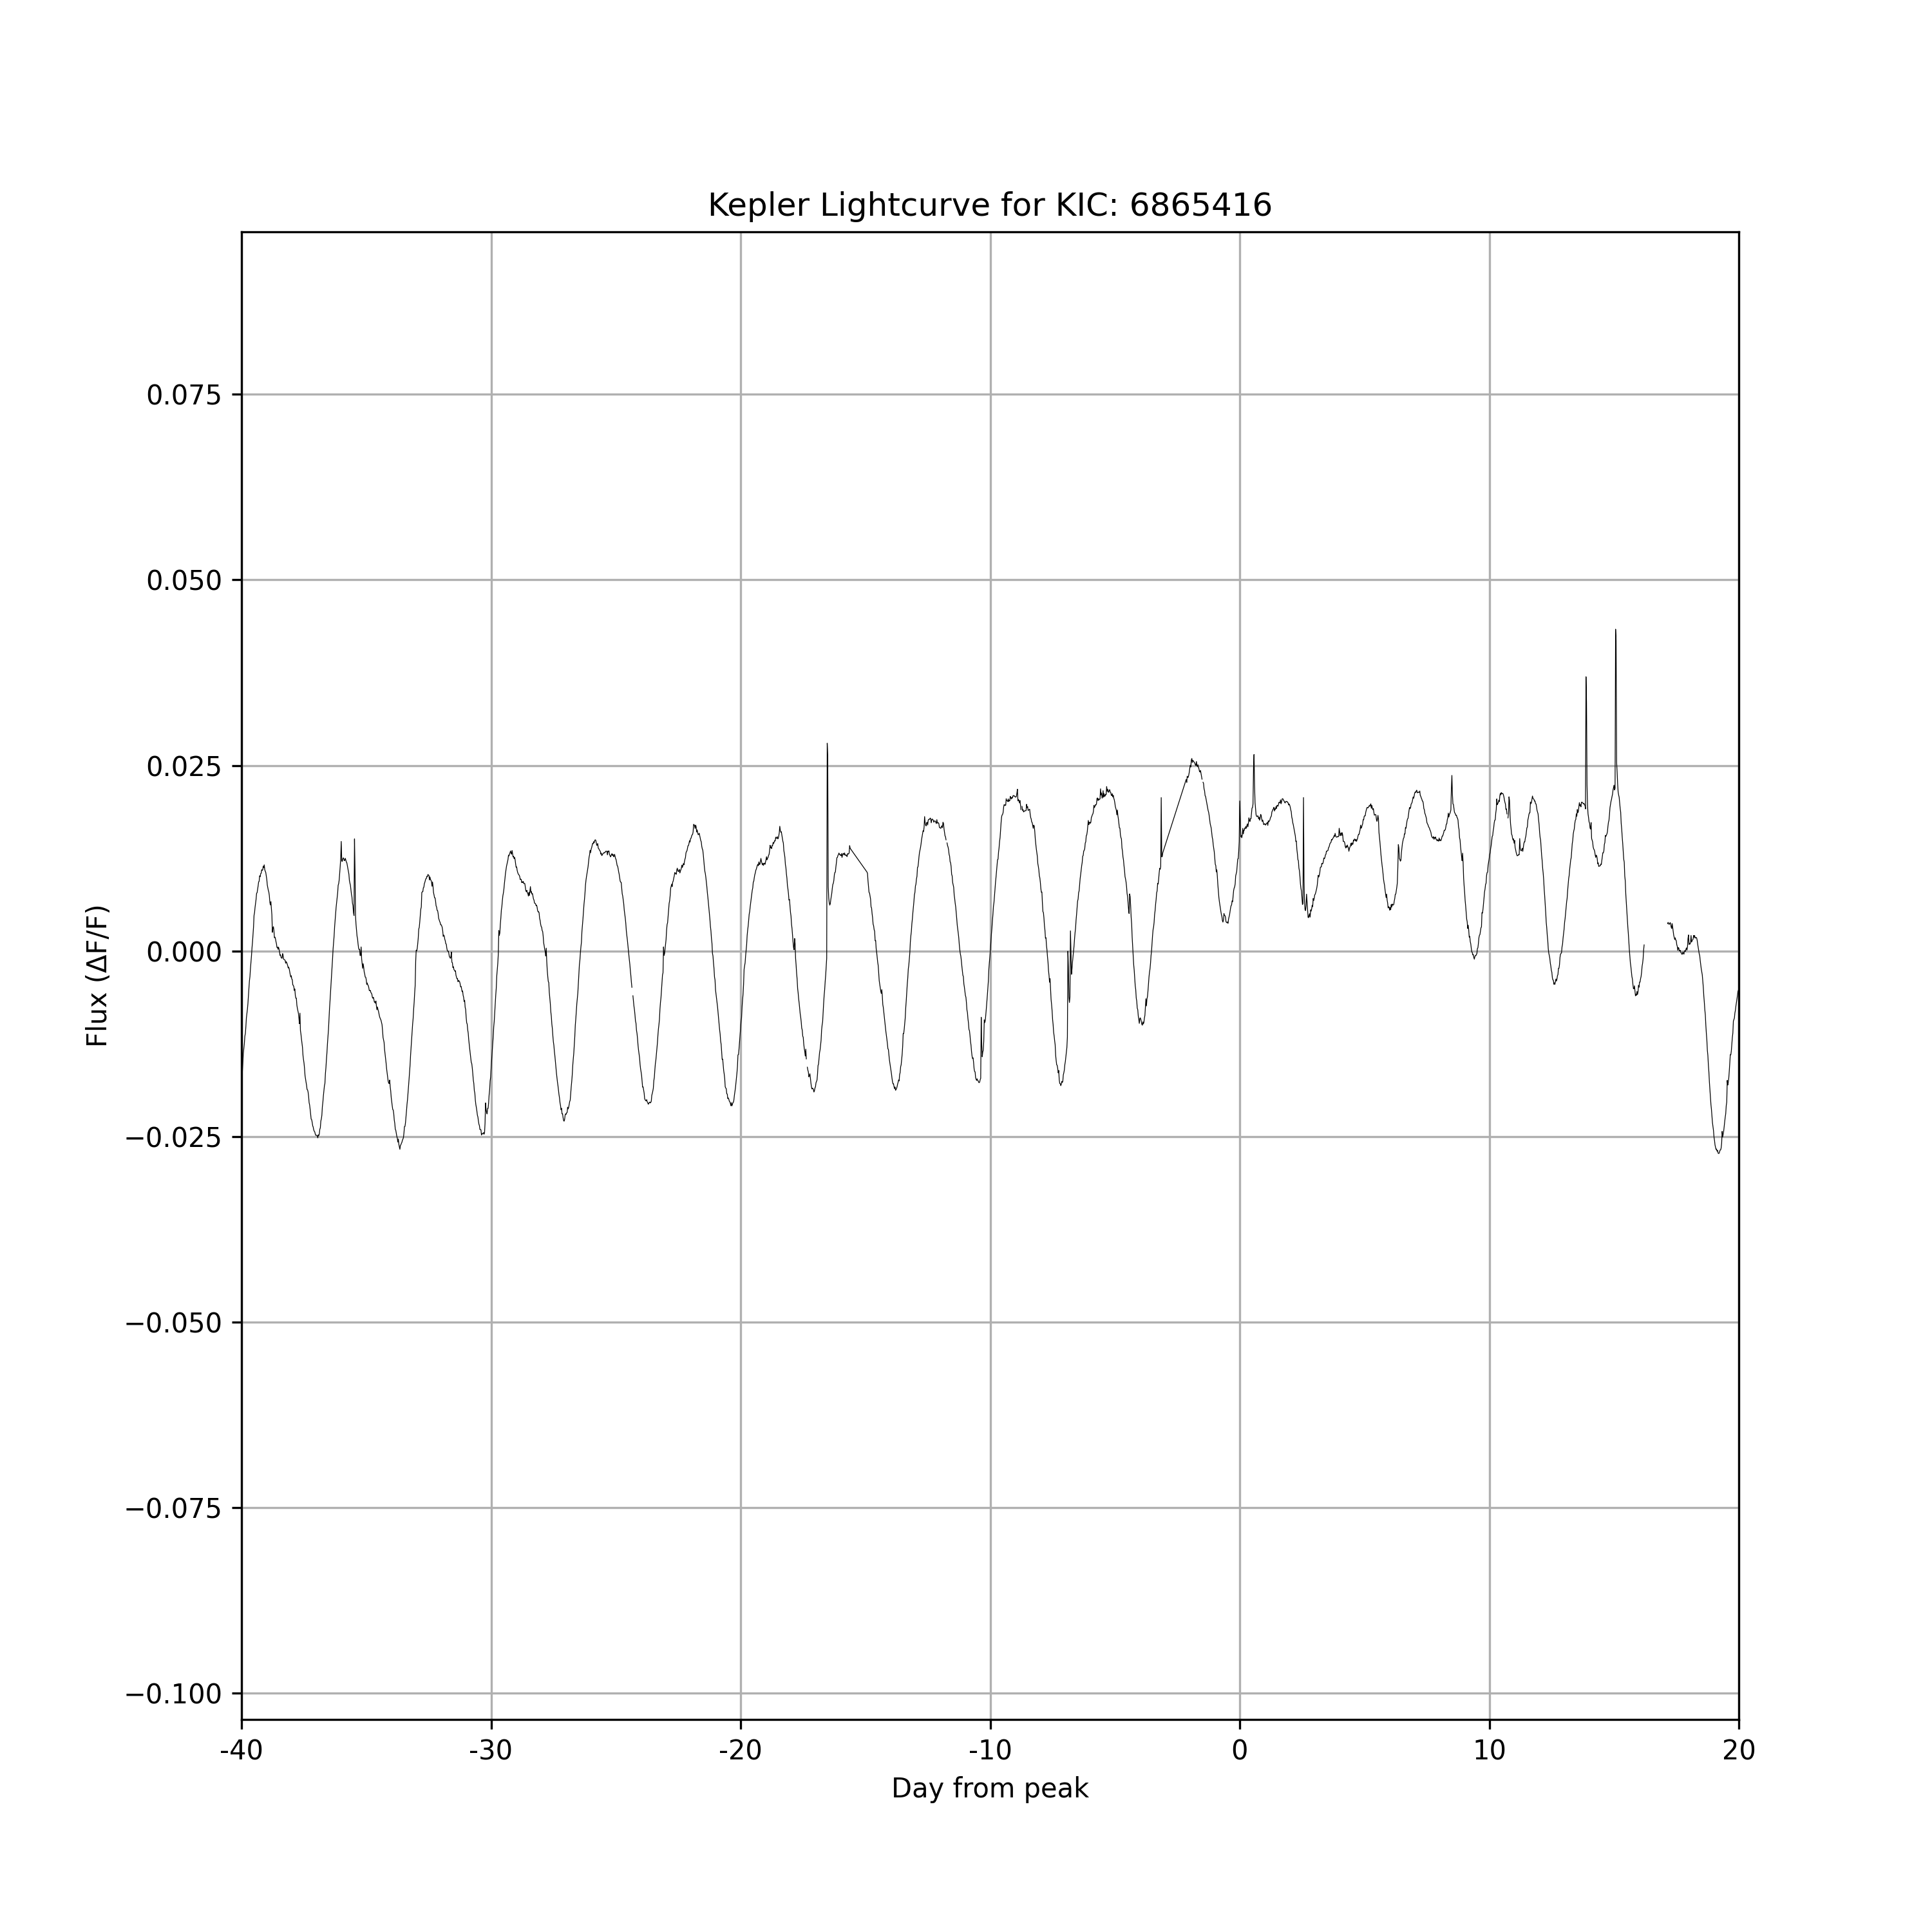 Kepler Lightcurve for KIC: 6865416
0.075
0.050
0.025
0.000
−0.025
−0.050
−0.075
−0.100
Flux (ΔF/F)
-40 -30 -20 -10 0 10 20
Day from peak